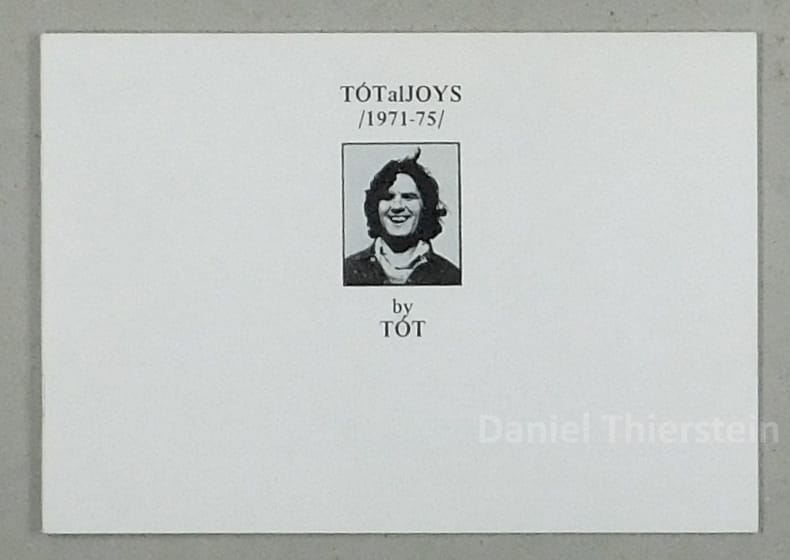 TÓTalJOYS
/1971-75/
by
TÓT
Daniel Thierstein